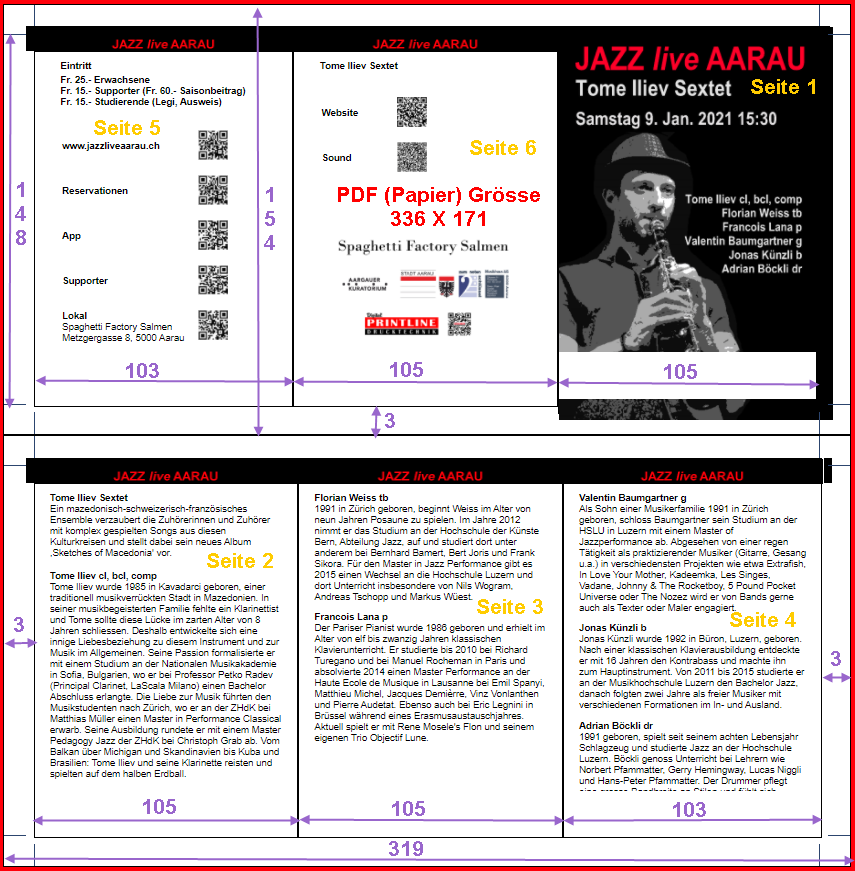 JAZZ live AARAU
Eintritt
Fr. 25.- Erwachsene
Fr. 15.- Supporter (Fr. 60.- Saisonbeitrag)
Fr. 15.- Studierende (Legi, Ausweis)
Seite 5
www.jazzliveaarau.ch
Reservationen
App
Supporter
Lokal
Spaghetti Factory Salmen
Metzgergasse 8, 5000 Aarau
148
103
154
JAZZ live AARAU
Tome Iliev Sextet
Website
Sound
Seite 6
PDF (Papier) Grösse
336 X 171
Spaghetti Factory Salmen
AARGAUER
KURATORIUM
STADT AARAU
PRINTLINE
DRUCKTECHNIK
105
3
JAZZ live AARAU
Tome Iliev Sextet
Seite 1
Samstag 9. Jan. 2021 15:30
Tome Iliev cl, bcl, comp
Florian Weiss tb
Francois Lana p
Valentin Baumgartner g
Jonas Künzli b
Adrian Böckli dr
105
JAZZ live AARAU
Tome Iliev Sextet
Ein mazedonisch-schweizerisch-französisches
Ensemble verzaubert die Zuhörerinnen und Zuhörer
mit komplex gespielten Songs aus diesen
Kulturkreisen und stellt dabei sein neues Album
‚Sketches of Macedonia' vor.
Seite 2
Tome Iliev cl, bcl, comp
Tome Iliev wurde 1985 in Kavadarci geboren, einer
traditionell musikverrückten Stadt in Mazedonien. In
seiner musikbegeisterten Familie fehlte ein Klarinettist
und Tome sollte diese Lücke im zarten Alter von 8
Jahren schliessen. Deshalb entwickelte sich eine
innige Liebesbeziehung zu diesem Instrument und zur
Musik im Allgemeinen. Seine Passion formalisierte er
mit einem Studium an der Nationalen Musikakademie
in Sofia, Bulgarien, wo er bei Professor Petko Radev
(Principal Clarinet, LaScala Milano) einen Bachelor
Abschluss erlangte. Die Liebe zur Musik führten den
Musikstudenten nach Zürich, wo er an der ZHdK bei
Matthias Müller einen Master in Performance Classical
erwarb. Seine Ausbildung rundete er mit einem Master
Pedagogy Jazz der ZHdK bei Christoph Grab ab. Vom
Balkan über Michigan und Skandinavien bis Kuba und
Brasilien: Tome Iliev und seine Klarinette reisten und
spielten auf dem halben Erdball.
3
105
JAZZ live AARAU
Florian Weiss tb
1991 in Zürich geboren, beginnt Weiss im Alter von
neun Jahren Posaune zu spielen. Im Jahre 2012
nimmt er das Studium an der Hochschule der Künste
Bern, Abteilung Jazz, auf und studiert dort unter
anderem bei Bernhard Bamert, Bert Joris und Frank
Sikora. Für den Master in Jazz Performance gibt es
2015 einen Wechsel an die Hochschule Luzern und
dort Unterricht insbesondere von Nils Wogram,
Andreas Tschopp und Markus Wüest.
Seite 3
Francois Lana p
Der Pariser Pianist wurde 1986 geboren und erhielt im
Alter von elf bis zwanzig Jahren klassischen
Klavierunterricht. Er studierte bis 2010 bei Richard
Turegano und bei Manuel Rocheman in Paris und
absolvierte 2014 einen Master Performance an der
Haute Ecole de Musique in Lausanne bei Emil Spanyi,
Matthieu Michel, Jacques Demièrre, Vinz Vonlanthen
und Pierre Audetat. Ebenso auch bei Eric Legnini in
Brüssel während eines Erasmusaustauschjahres.
Aktuell spielt er mit Rene Mosele's Flon und seinem
eigenen Trio Objectif Lune.
105
JAZZ live AARAU
Valentin Baumgartner g
Als Sohn einer Musikerfamilie 1991 in Zürich
geboren, schloss Baumgartner sein Studium an der
HSLU in Luzern mit einem Master of
Jazzperformance ab. Abgesehen von einer regen
Tätigkeit als praktizierender Musiker (Gitarre, Gesang
u.a.) in verschiedensten Projekten wie etwa Extrafish,
In Love Your Mother, Kadeemka, Les Singes,
Vadane, Johnny & The Rocketboy, 5 Pound Pocket
Universe oder The Nozez wird er von Bands gerne
auch als Texter oder Maler engagiert.
Seite 4
Jonas Künzli b
Jonas Künzli wurde 1992 in Büron, Luzern, geboren.
Nach einer klassischen Klavierausbildung entdeckte
er mit 16 Jahren den Kontrabass und machte ihn
zum Hauptinstrument. Von 2011 bis 2015 studierte er
an der Musikhochschule Luzern den Bachelor Jazz,
danach folgten zwei Jahre als freier Musiker mit
verschiedenen Formationen im In- und Ausland.
Adrian Böckli dr
1991 geboren, spielt seit seinem achten Lebensjahr
Schlagzeug und studierte Jazz an der Hochschule
Luzern. Böckli genoss Unterricht bei Lehrern wie
Norbert Pfammatter, Gerry Hemingway, Lucas Niggli
und Hans-Peter Pfammatter. Der Drummer pflegt
3
103
319